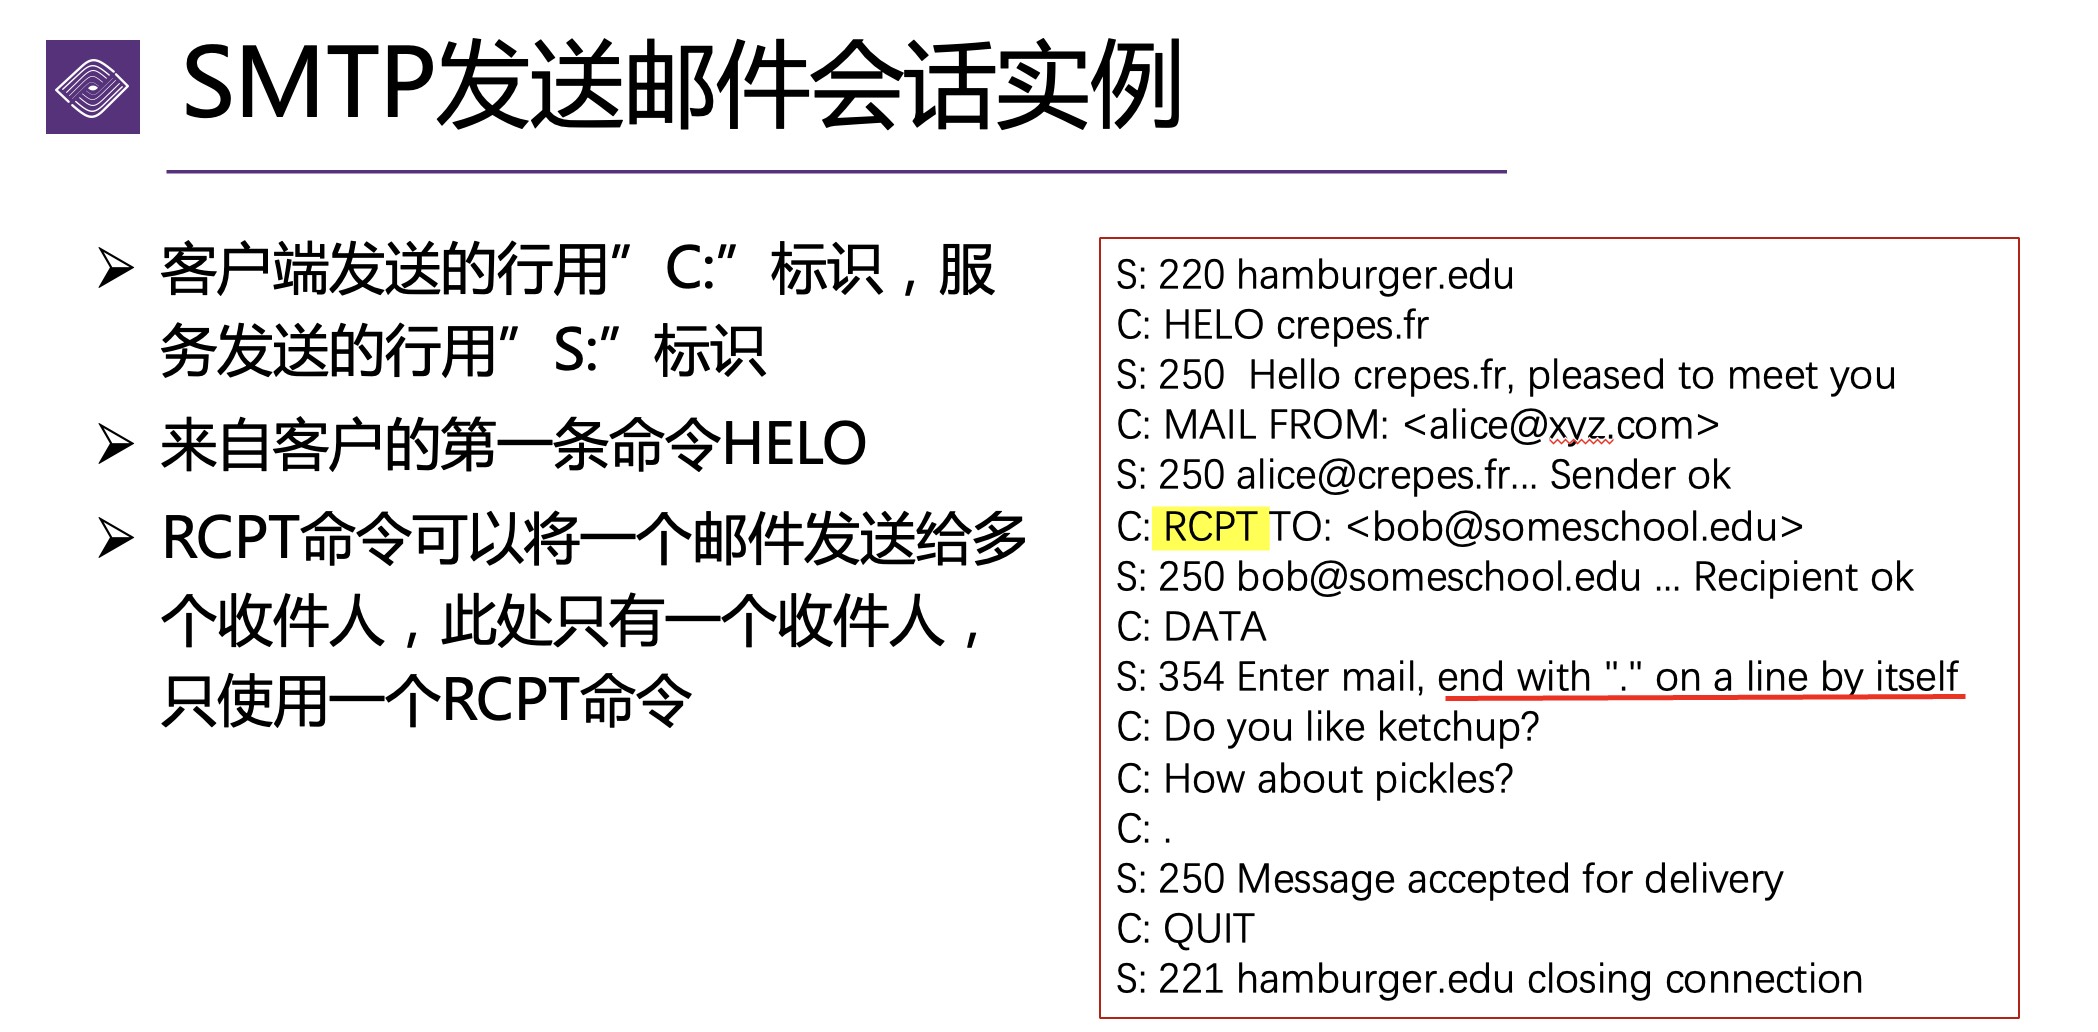 SMTP发送邮件会话实例
客户端发送的行用”C:”标识，服
务发送的行用”S:”标识
来自客户的第一条命令HELO
RCPT命令可以将一个邮件发送给多
个收件人，此处只有一个收件人，
只使用一个RCPT命令
S: 220 hamburger.edu
C: HELO crepes.fr
S: 250  Hello crepes.fr, pleased to meet you
C: MAIL FROM: <alice@xyz.com>
S: 250 alice@crepes.fr... Sender ok
C: RCPT TO: <bob@someschool.edu>
S: 250 bob@someschool.edu ... Recipient ok
C: DATA
S: 354 Enter mail, end with "." on a line by itself
C: Do you like ketchup?
C: How about pickles?
C: .
S: 250 Message accepted for delivery
C: QUIT
S: 221 hamburger.edu closing connection